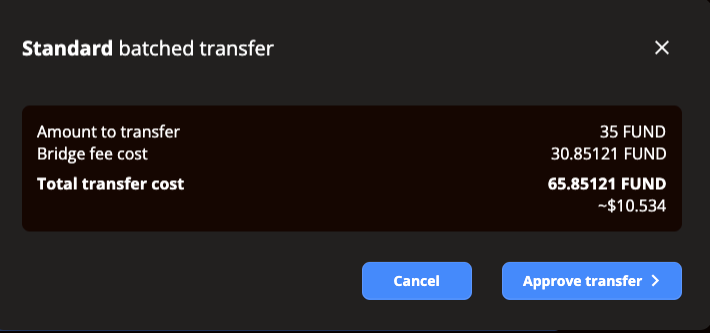 Standard batched transfer
Amount to transfer 35 FUND
Bridge fee cost 30.85121 FUND
Total transfer cost 65.85121 FUND
~$10.534
Cancel Approve transfer